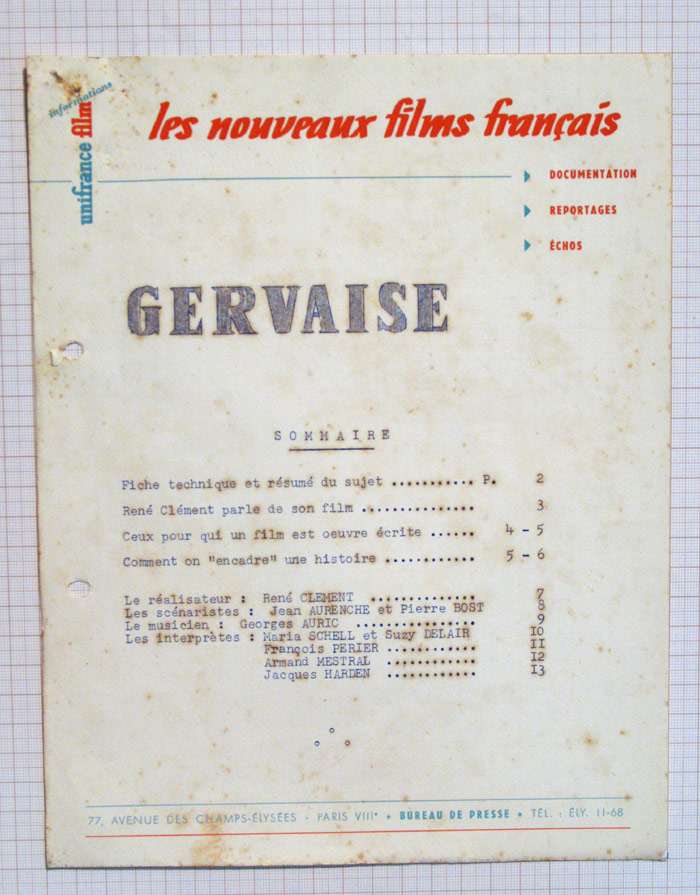 informations
unifrance film
les nouveaux films français
DOCUMENTATION
REPORTAGES
ÉCHOS
GERVAISE
SOMMAIRE
Fiche technique et résumé du sujet ........... P. 2
René Clément parle de son film ............... 3
Ceux pour qui un film est oeuvre écrite ...... 4 - 5
Comment on "encadre" une histoire ............ 5 - 6
Le réalisateur : René CLEMENT ............... 7
Les scénaristes : Jean AURENCHE et Pierre BOST 8
Le musicien : Georges AURIC ................. 9
Les interprètes : Maria SCHELL et Suzy DELAIR 10
François PERIER ............ 11
Armand MESTRAL ............ 12
Jacques HARDEN ............ 13
77, AVENUE DES CHAMPS-ÉLYSÉES - PARIS VIIIe * BUREAU DE PRESSE * TÉL. : ÉLY. 11-68